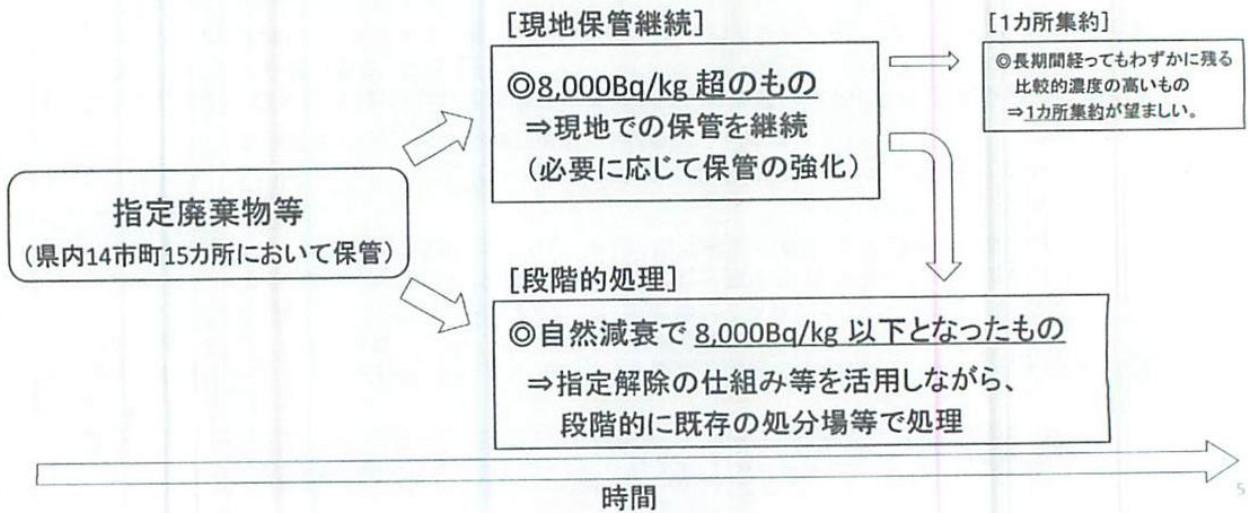 [現地保管継続]
◎8,000Bq/kg 超のもの
⇒現地での保管を継続
（必要に応じて保管の強化）
[1カ所集約]
◎長期間経ってもわずかに残る
比較的濃度の高いもの
⇒1カ所集約が望ましい。
指定廃棄物等
（県内14市町15カ所において保管）
[段階的処理]
◎自然減衰で 8,000Bq/kg 以下となったもの
⇒指定解除の仕組み等を活用しながら、
段階的に既存の処分場等で処理
時間
5